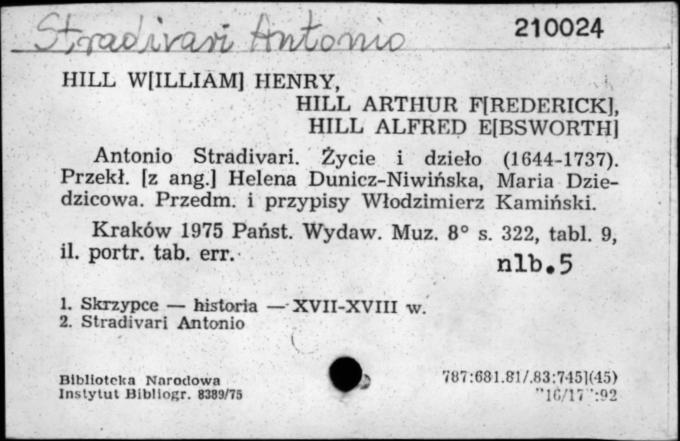 Stradivari Antonio 210024
HILL W[ILLIAM] HENRY,
HILL ARTHUR F[REDERICK],
HILL ALFRED E[BSWORTH]
Antonio Stradivari. Życie i dzieło (1644-1737).
Przekł. [z ang.] Helena Dunicz-Niwińska, Maria Dzie-
dzicowa. Przedm. i przypisy Włodzimierz Kamiński.
Kraków 1975 Państ. Wydaw. Muz. 8° s. 322, tabl. 9,
il. portr. tab. err.
nlb. 5
1. Skrzypce — historia — XVII-XVIII w.
2. Stradivari Antonio
Biblioteka Narodowa 787:681.81/.83:745](45)
Instytut Bibliogr. 8389/75 "16/17":92